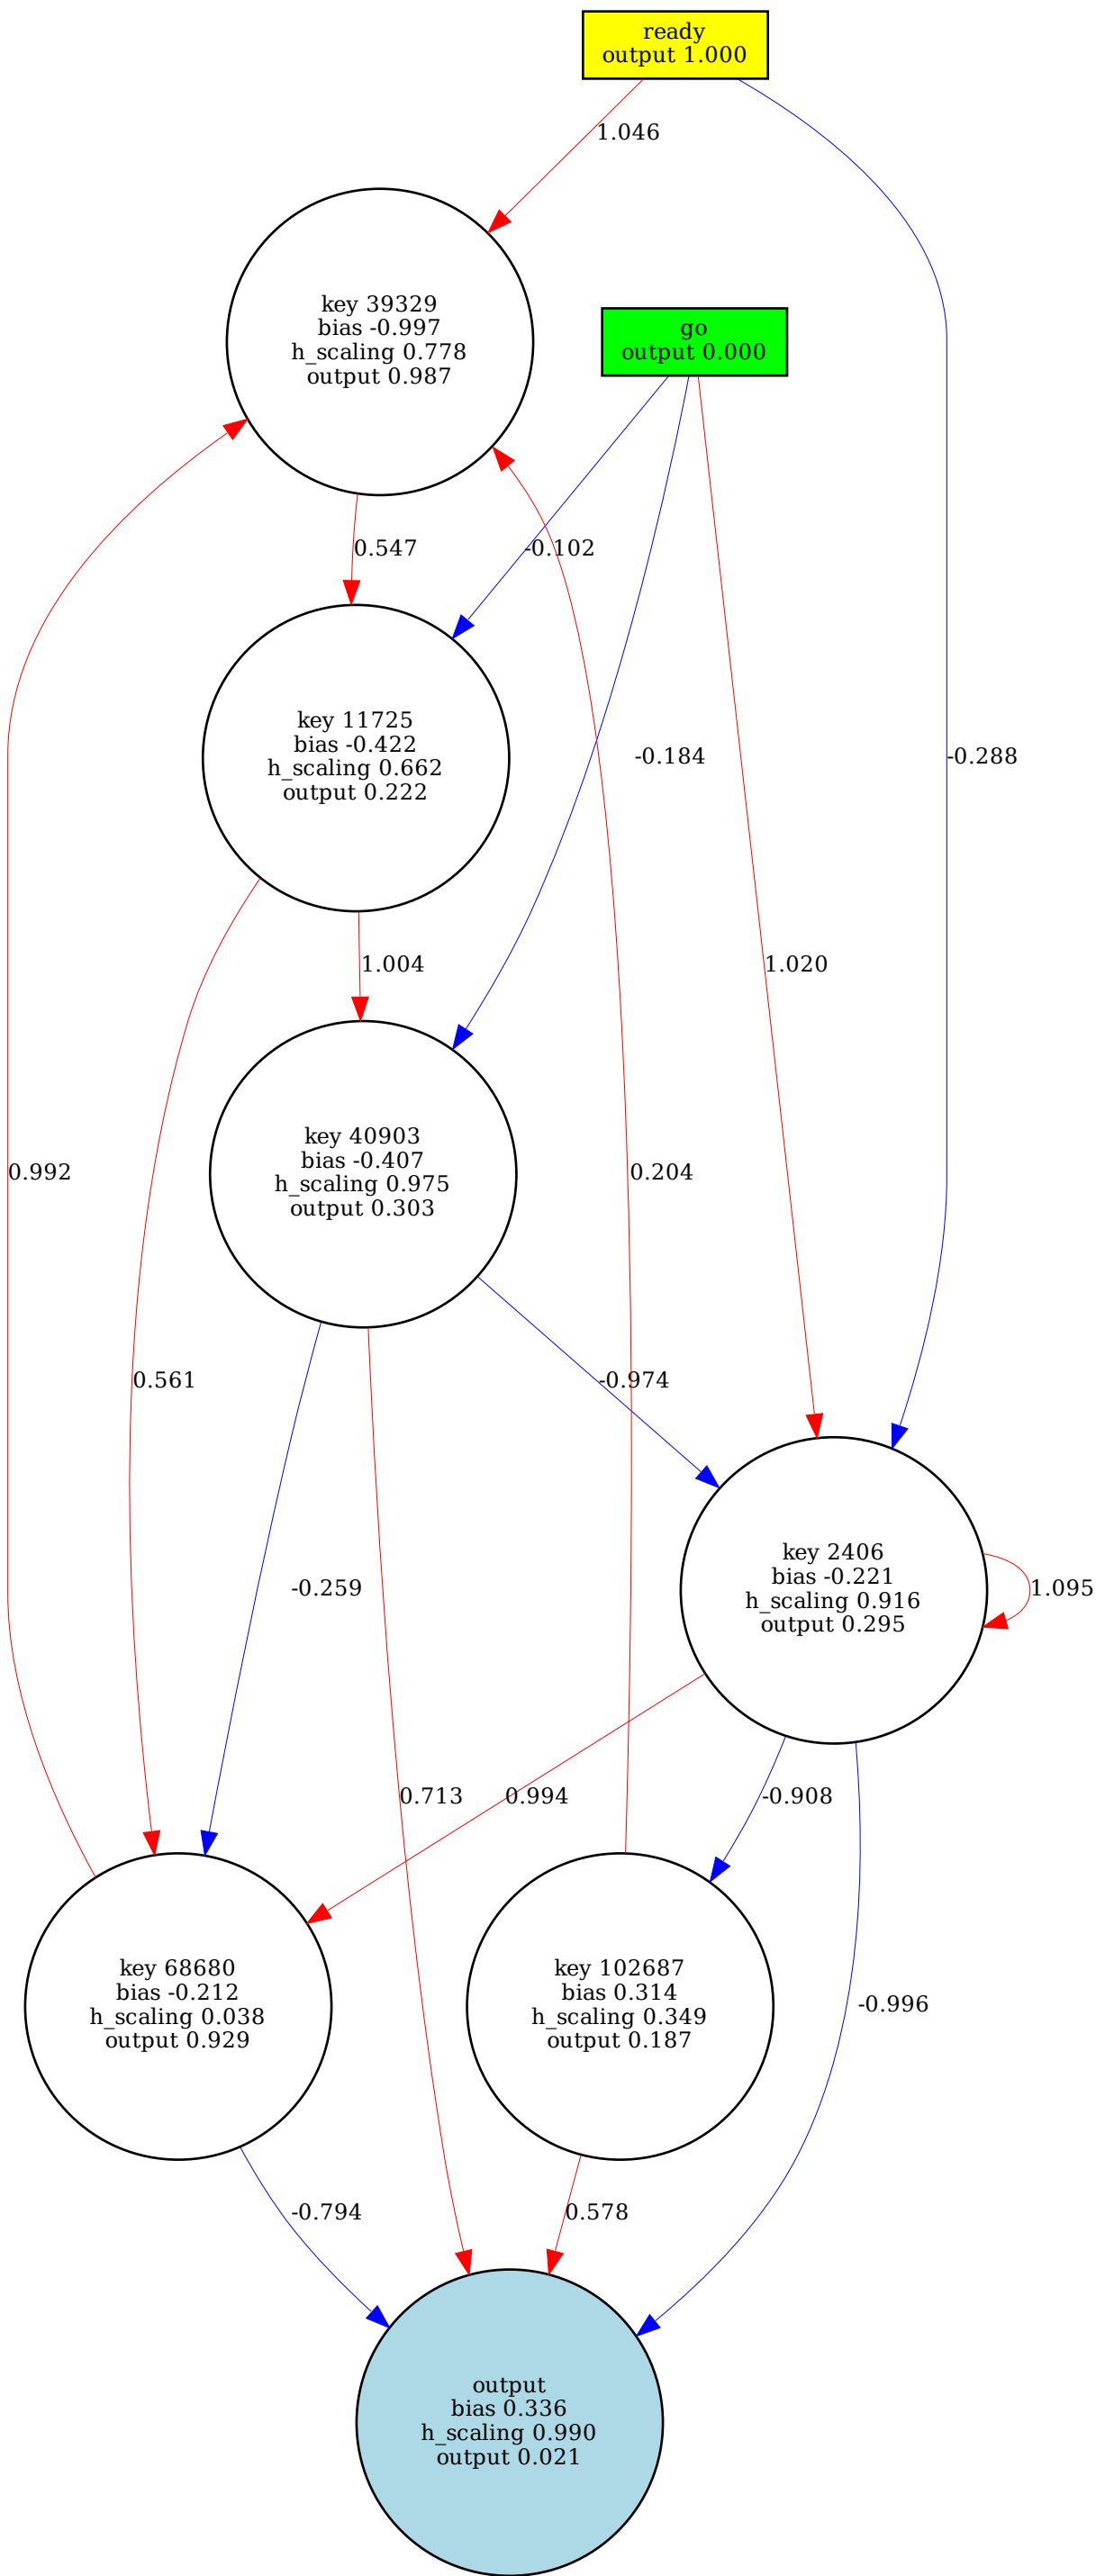 ready
output 1.000
1.046
key 39329
bias -0.997
h_scaling 0.778
output 0.987
go
output 0.000
0.547
-0.102
key 11725
bias -0.422
h_scaling 0.662
output 0.222
-0.184
-0.288
1.004
1.020
key 40903
bias -0.407
h_scaling 0.975
output 0.303
0.992
0.204
0.561
-0.974
key 2406
bias -0.221
h_scaling 0.916
output 0.295
-0.259
1.095
0.713
0.994
-0.908
key 68680
bias -0.212
h_scaling 0.038
output 0.929
key 102687
bias 0.314
h_scaling 0.349
output 0.187
-0.996
-0.794
0.578
output
bias 0.336
h_scaling 0.990
output 0.021